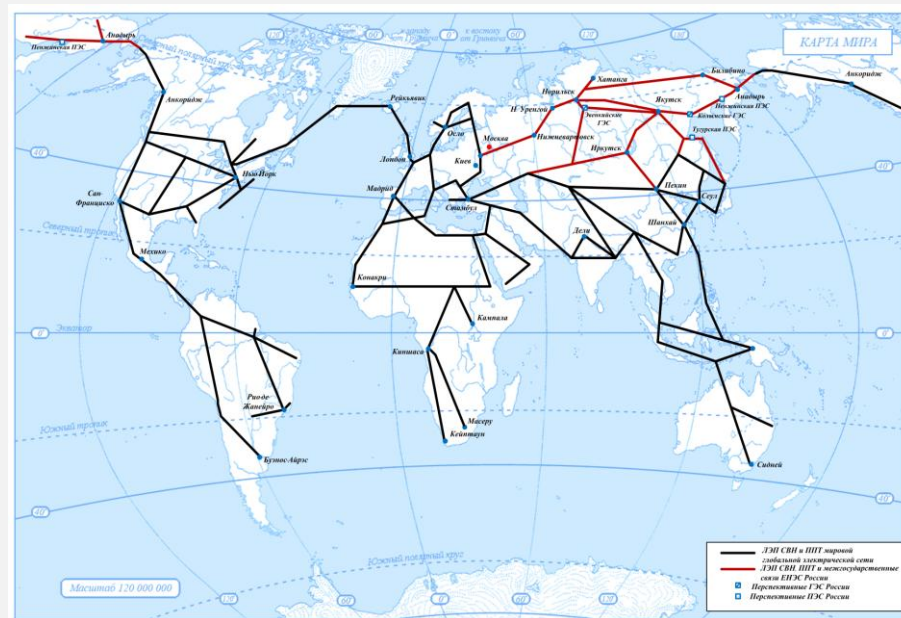 КАРТА МИРА
Анадырь
Пенжинская ПЭС
Анкоридж
Рейкьявик
Хатанга
Билибино
Анкоридж
Норильск
Анадырь
Н-Уренгой
Якутск
Пенжинская ПЭС
Эвенкийские
ГЭС
Колымские ГЭС
Осло
Москва
Нижневартовск
Тугурская ПЭС
Лондон
Киев
Иркутск
Нью-Йорк
Мадрид
Пекин
Сан-
Франциско
Стамбул
Сеул
Шанхай
Дели
Северный тропик
Мехико
Конакри
Экватор
Кампала
Киншаса
Рио-де-
Жанейро
Масеру
Южный тропик
Кейптаун
Буэнос-Айрэс
Сидней
Южный полярный круг
Масштаб 120 000 000
ЛЭП СВН и ППТ мировой
глобальной электрической сети
ЛЭП СВН, ППТ и межгосударственные
связи ЕНЭС России
Перспективные ГЭС России
Перспективные ПЭС России